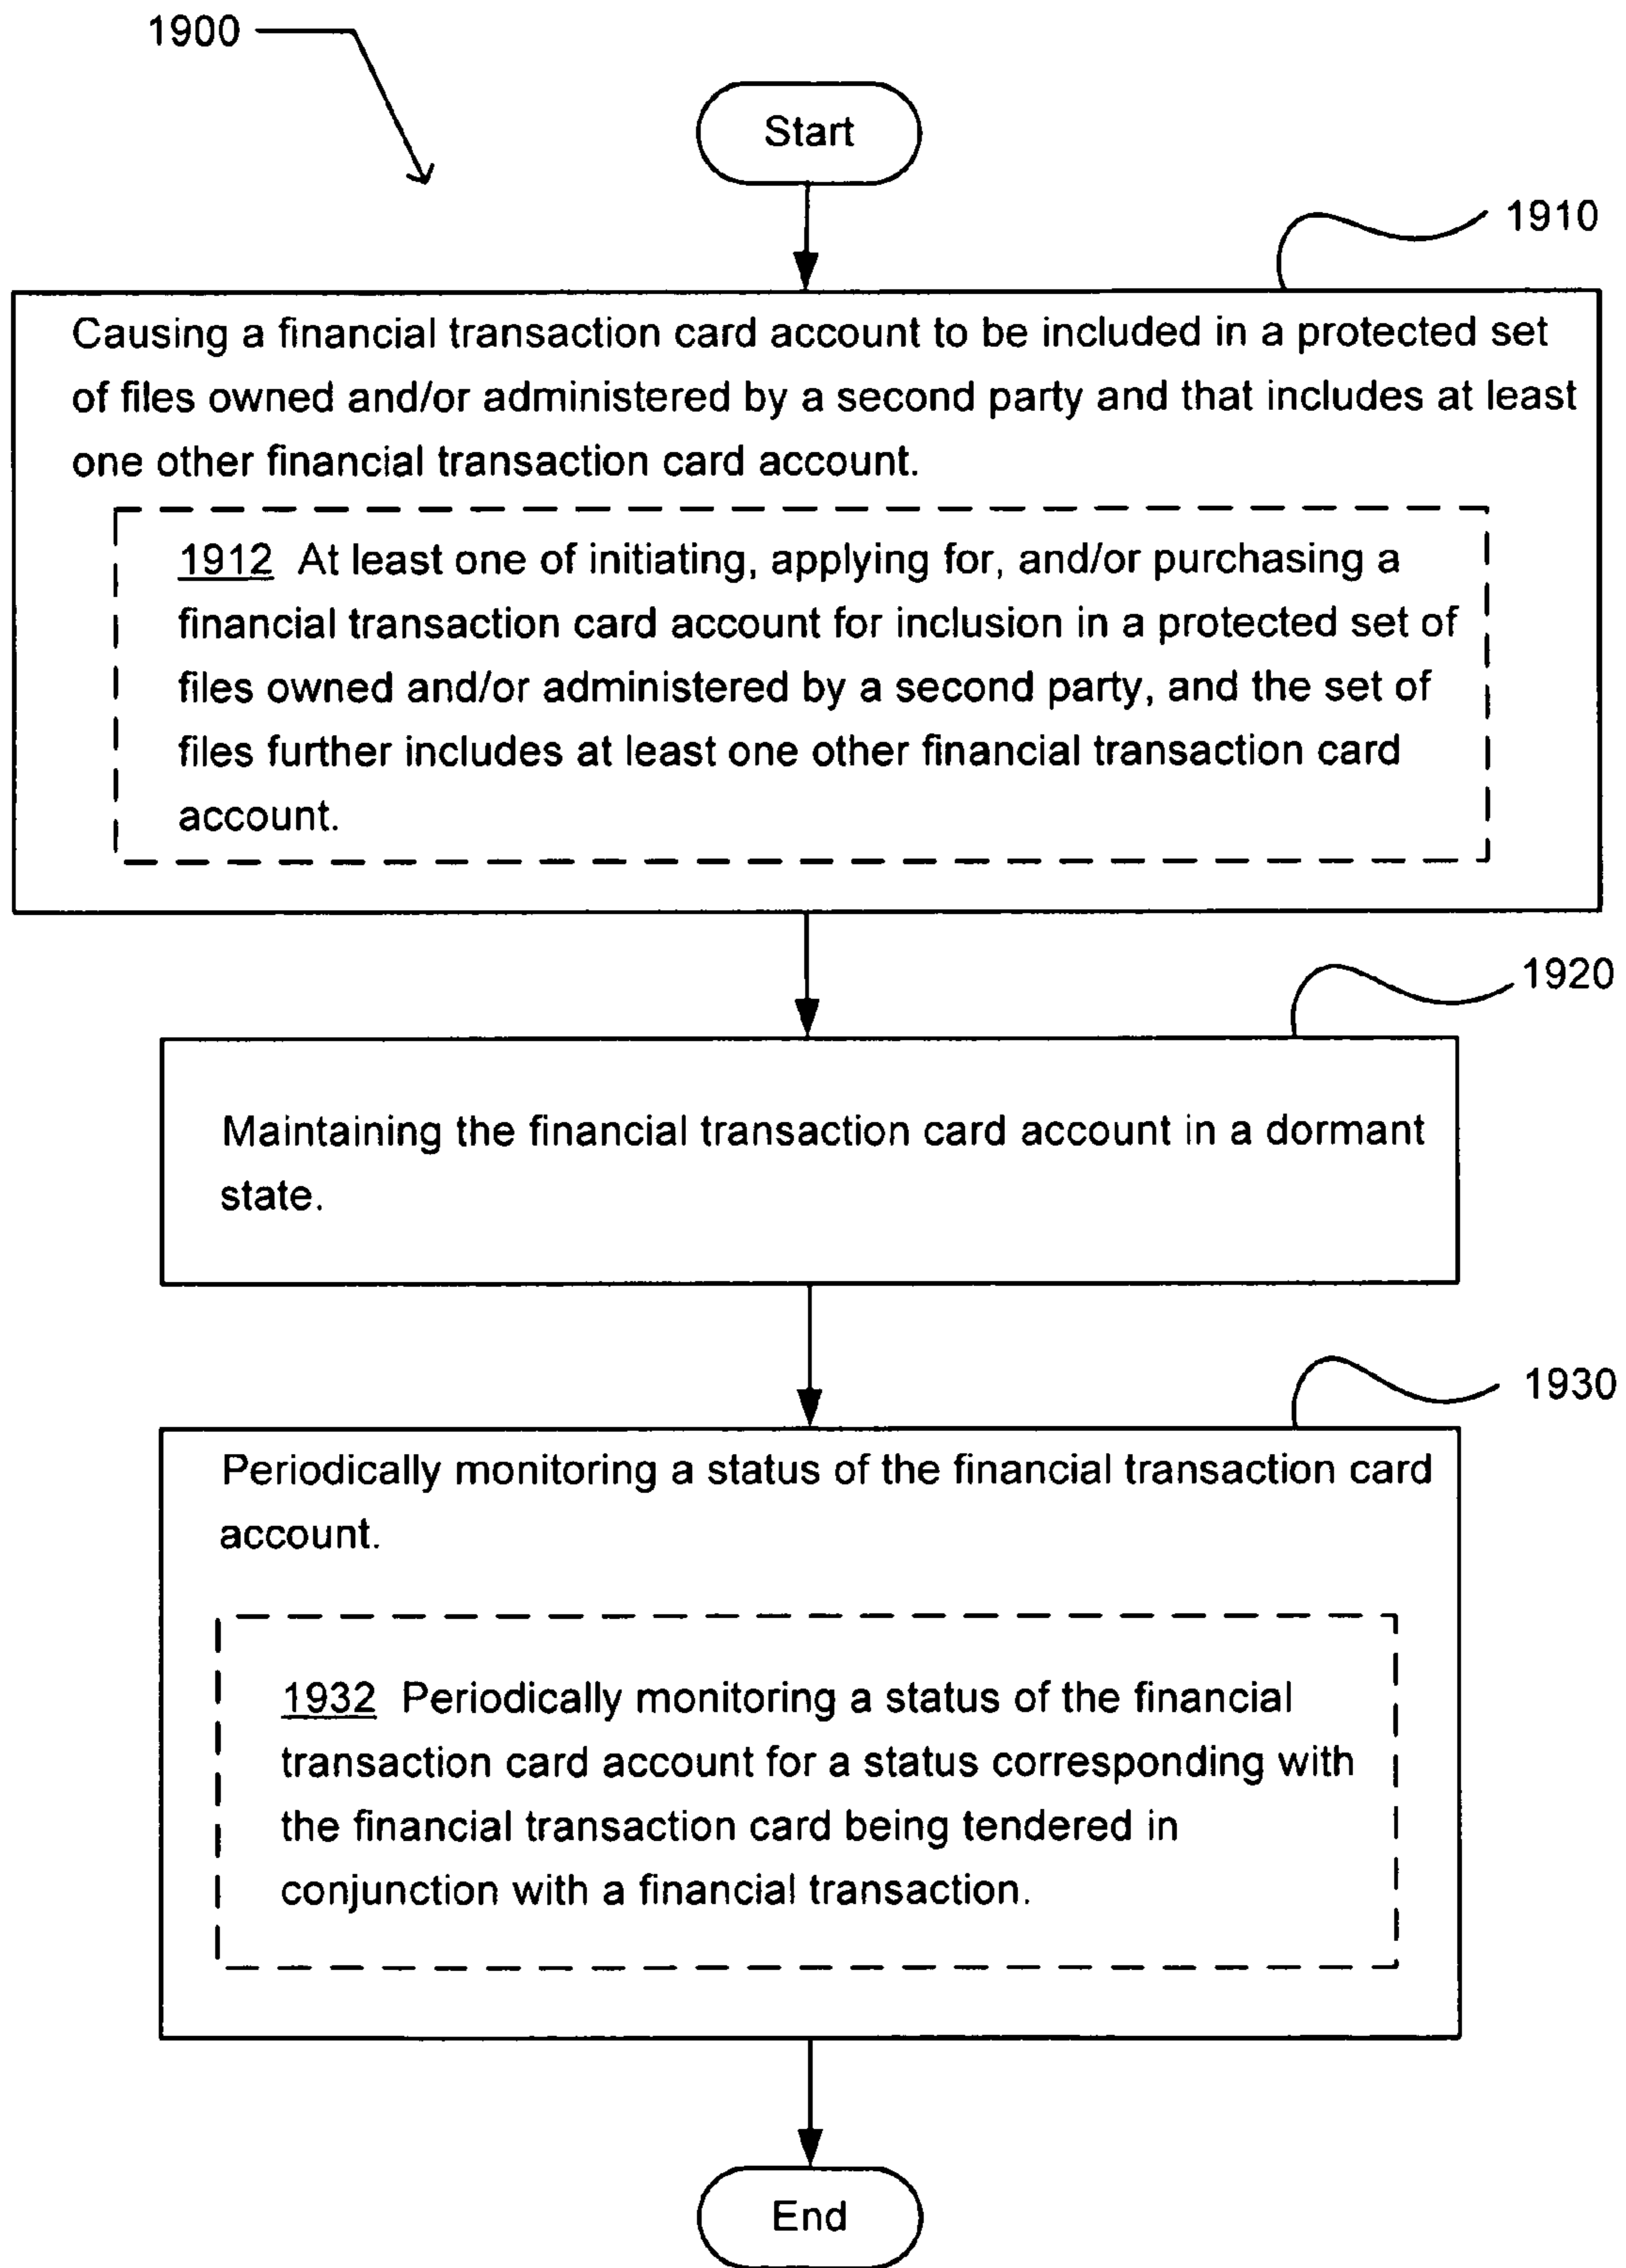 1900
Start
1910
Causing a financial transaction card account to be included in a protected set
of files owned and/or administered by a second party and that includes at least
one other financial transaction card account.
1912 At least one of initiating, applying for, and/or purchasing a
financial transaction card account for inclusion in a protected set of
files owned and/or administered by a second party, and the set of
files further includes at least one other financial transaction card
account.
1920
Maintaining the financial transaction card account in a dormant
state.
1930
Periodically monitoring a status of the financial transaction card
account.
1932 Periodically monitoring a status of the financial
transaction card account for a status corresponding with
the financial transaction card being tendered in
conjunction with a financial transaction.
End